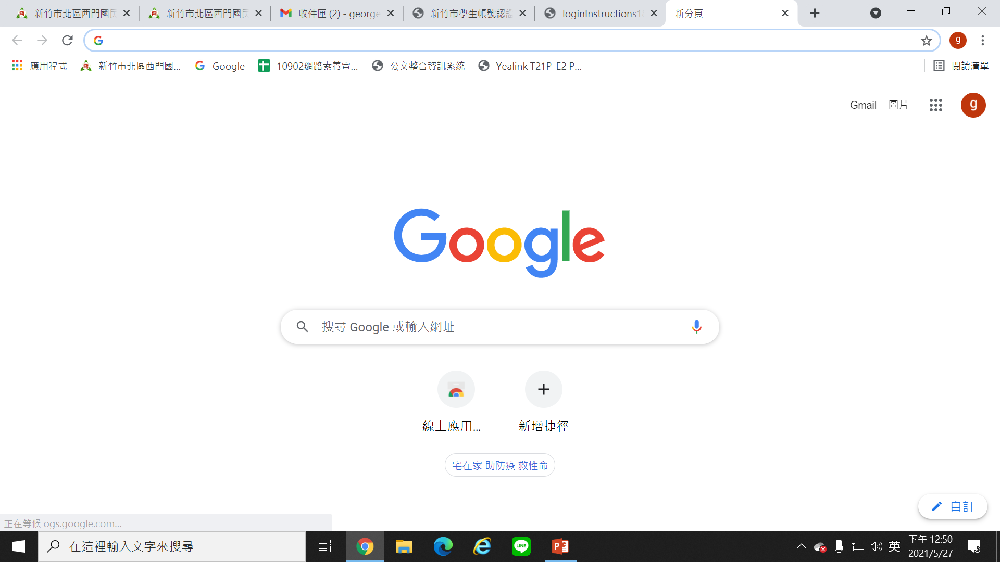 新竹市北區西門國民
新竹市北區西門國民
收件匣 (2) - george
新竹市學生帳號認證
loginInstructions18
新分頁
g
應用程式
新竹市北區西門國...
Google
10902網路素養宣...
公文整合資訊系統
Yealink T21P_E2 P...
閱讀清單
Gmail
圖片
g
Google
搜尋 Google 或輸入網址
線上應用...
新增捷徑
宅在家 助防疫 救性命
自訂
正在等候 ogs.google.com...
在這裡輸入文字來搜尋
LINE
英
下午 12:50
2021/5/27